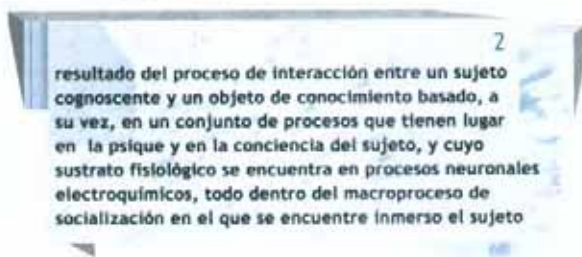 2
resultado del proceso de interacción entre un sujeto
cognoscente y un objeto de conocimiento basado, a
su vez, en un conjunto de procesos que tienen lugar
en la psique y en la conciencia del sujeto, y cuyo
sustrato fisiológico se encuentra en procesos neuronales
electroquímicos, todo dentro del macroproceso de
socialización en el que se encuentre inmerso el sujeto